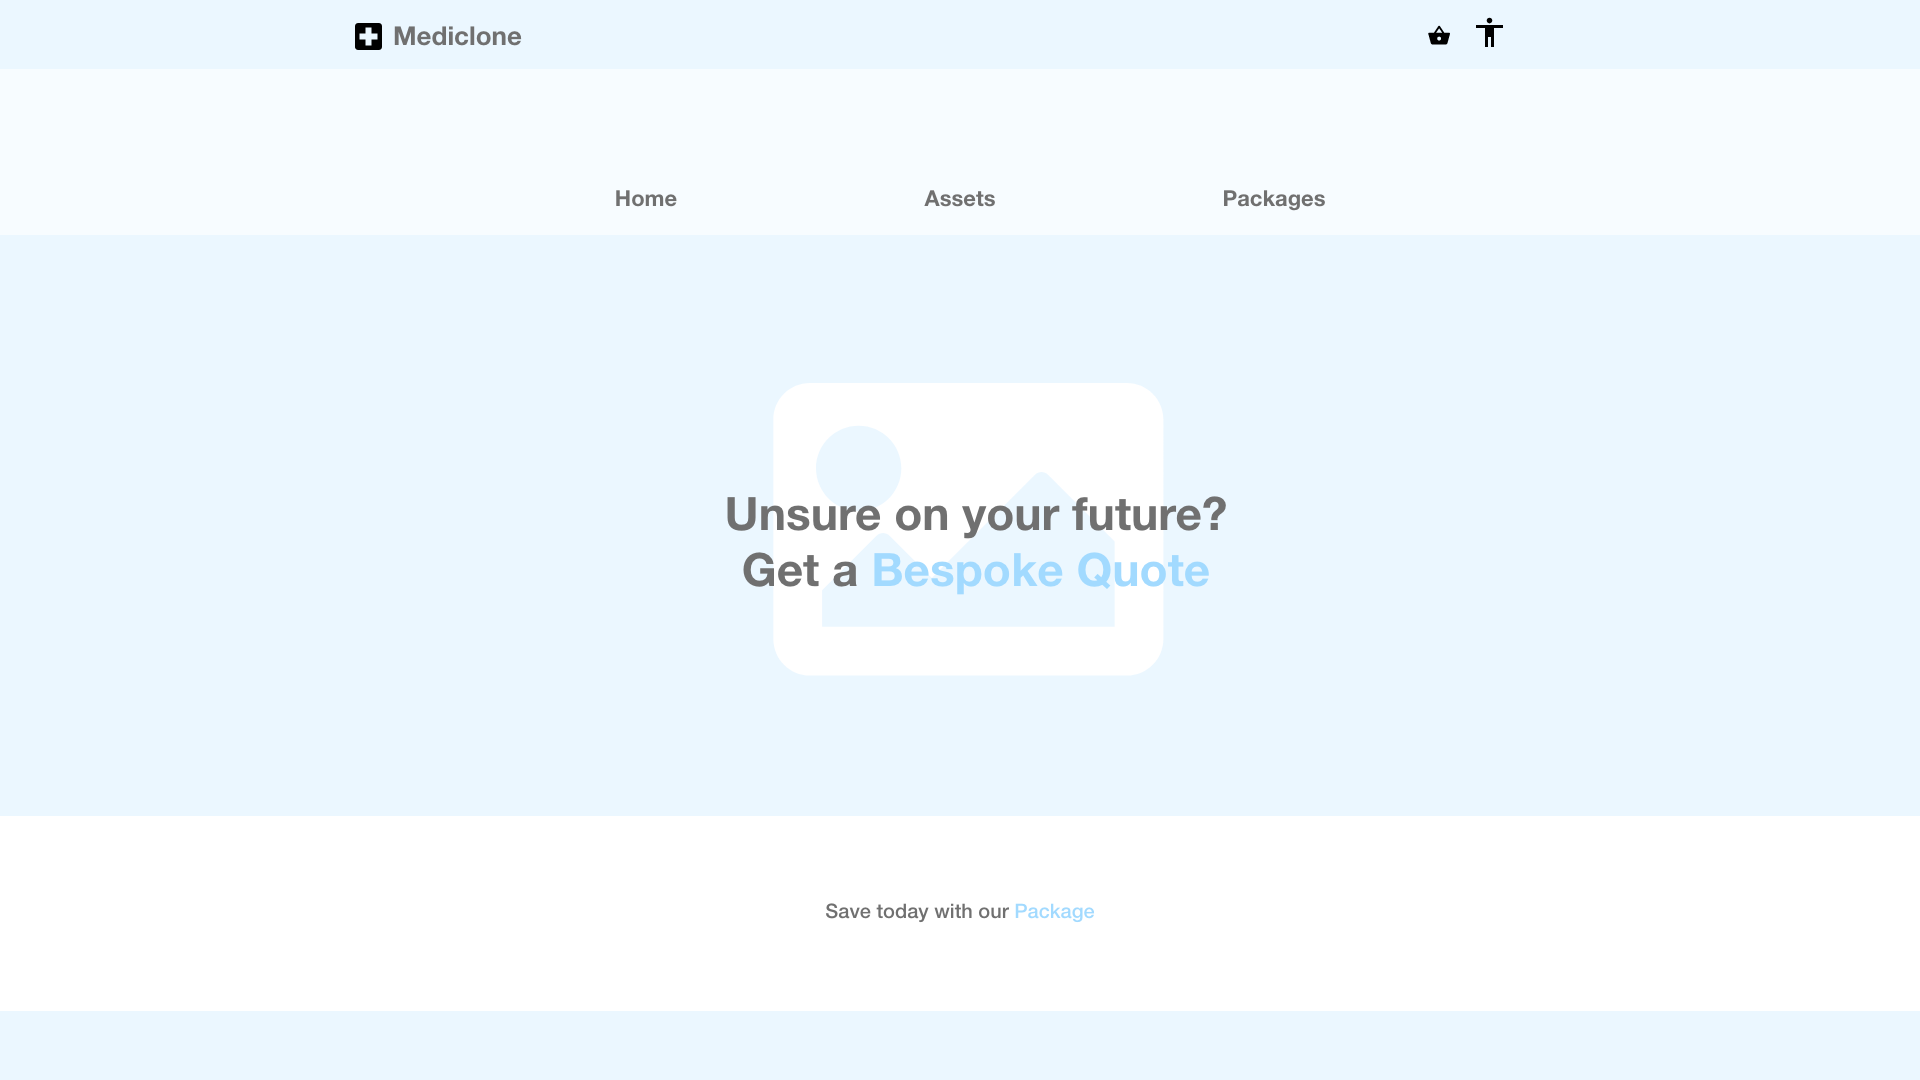 Mediclone
Home
Assets
Packages
Unsure on your future?
Get a Bespoke Quote
Save today with our Package